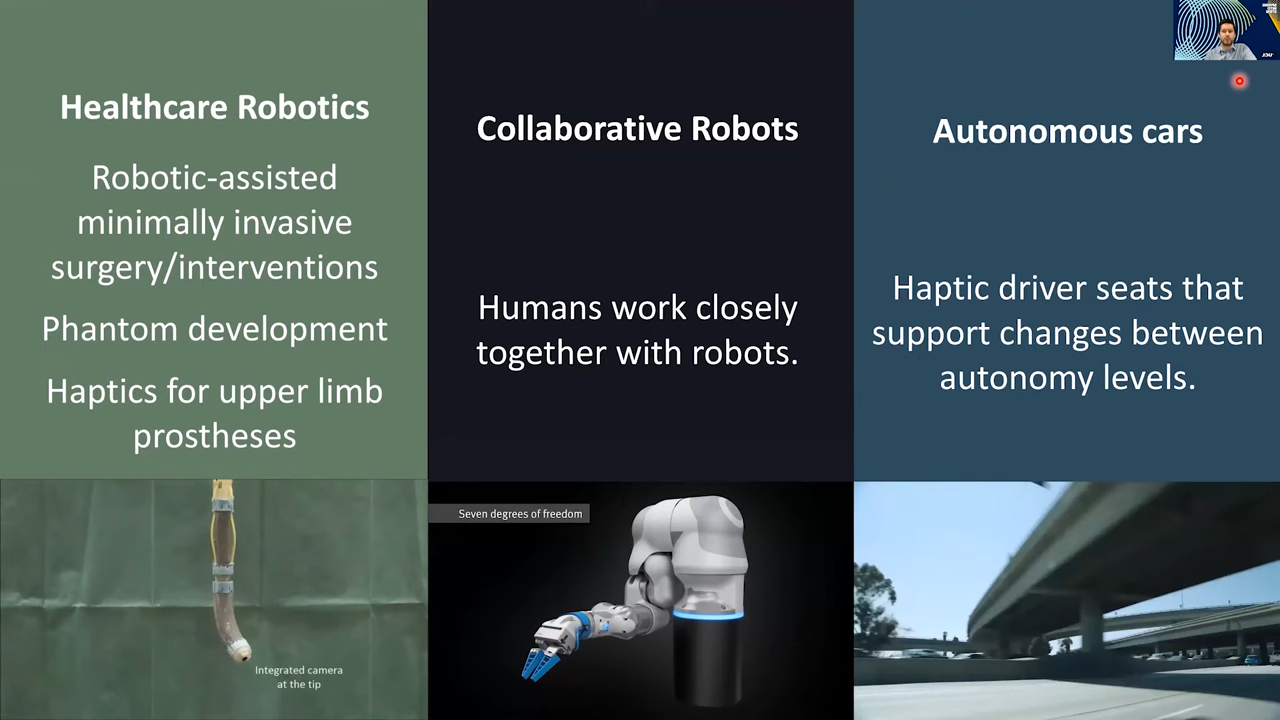 Healthcare Robotics
Robotic-assisted
minimally invasive
surgery/interventions
Phantom development
Haptics for upper limb
prostheses
Integrated camera
at the tip
Collaborative Robots
Humans work closely
together with robots.
Seven degrees of freedom
Autonomous cars
Haptic driver seats that
support changes between
autonomy levels.